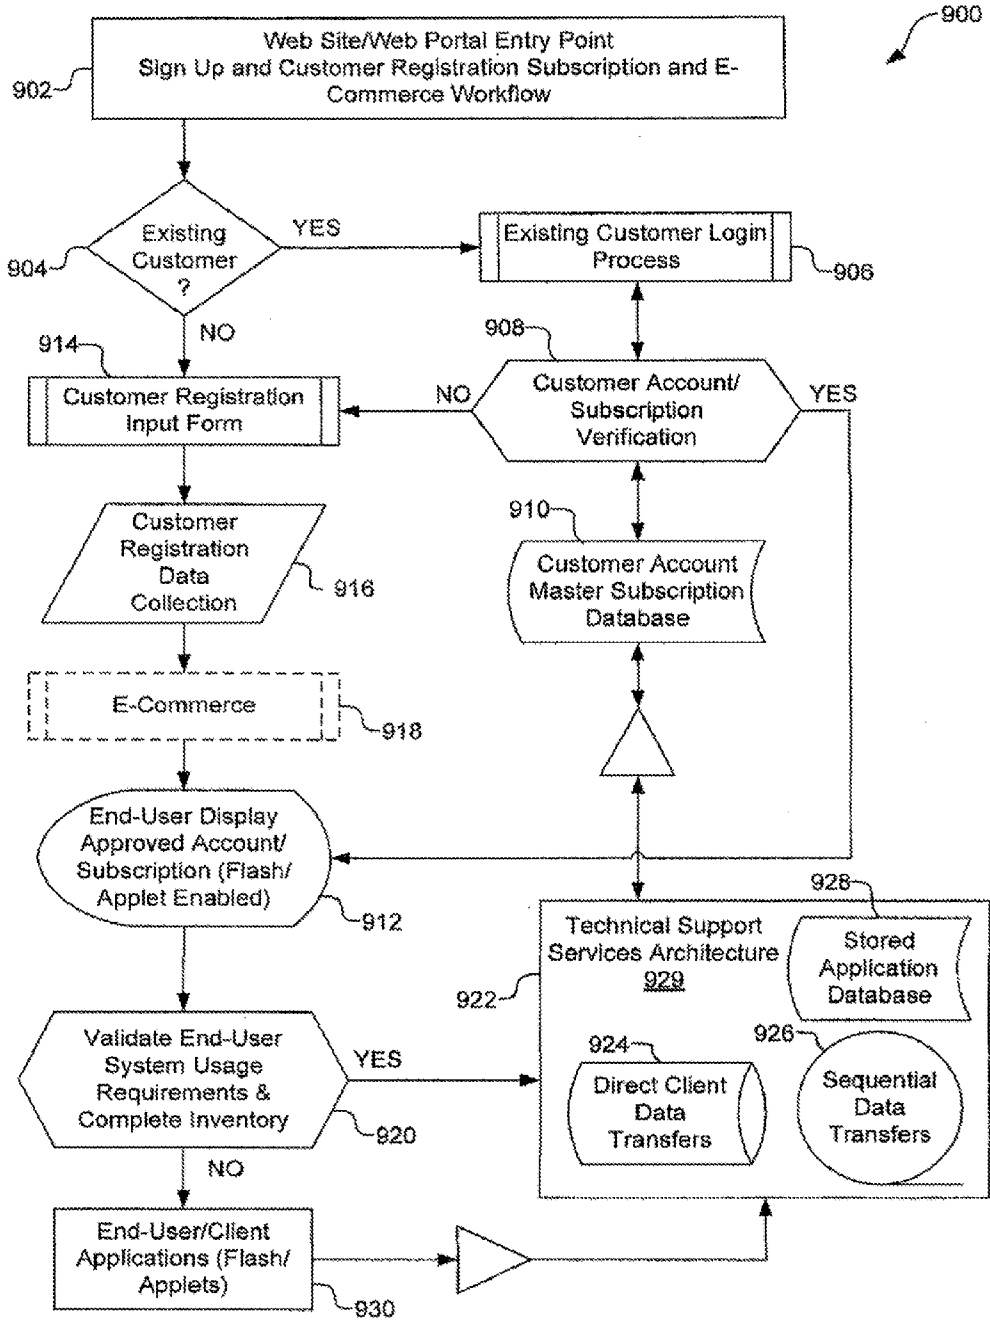 900
Web Site/Web Portal Entry Point
Sign Up and Customer Registration Subscription and E-
Commerce Workflow
902
Existing
Customer
?
904
YES
NO
Existing Customer Login
Process
906
908
Customer Account/
Subscription
Verification
NO
YES
914
Customer Registration
Input Form
910
Customer Account
Master Subscription
Database
Customer
Registration
Data
Collection
916
E-Commerce
918
End-User Display
Approved Account/
Subscription (Flash/
Applet Enabled)
912
Technical Support
Services Architecture
929
922
928
Stored
Application
Database
924
Direct Client
Data
Transfers
926
Sequential
Data
Transfers
Validate End-User
System Usage
Requirements &
Complete Inventory
920
YES
NO
End-User/Client
Applications (Flash/
Applets)
930